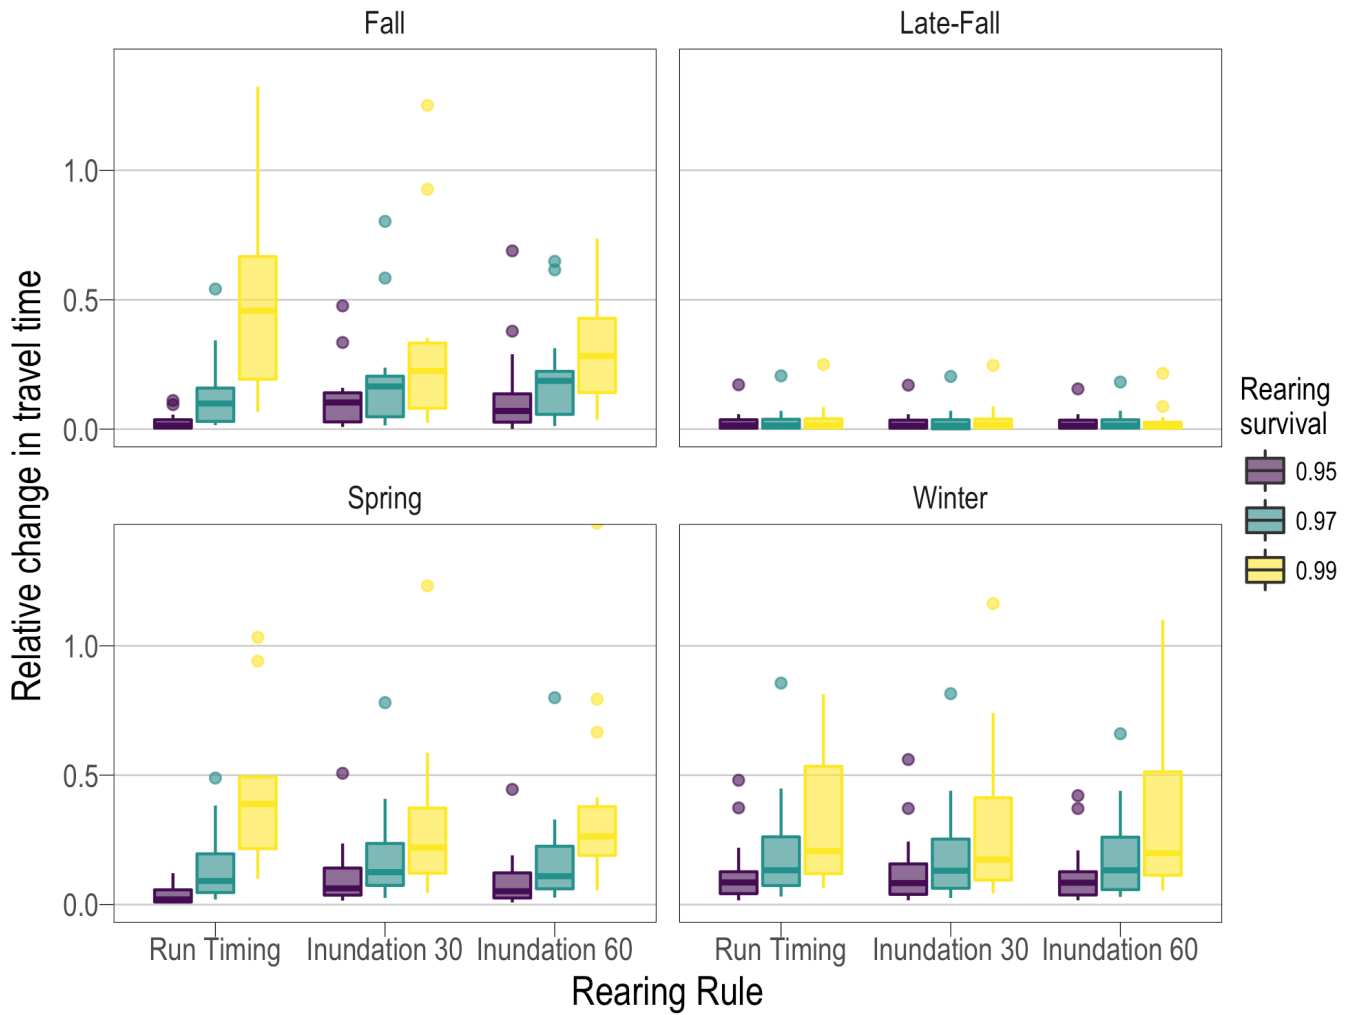 Fall
Late-Fall
1.0
0.5
0.0
Spring
Winter
1.0
0.5
0.0
Run Timing Inundation 30 Inundation 60
Run Timing Inundation 30 Inundation 60
Rearing Rule
Relative change in travel time
Rearing
survival
0.95
0.97
0.99